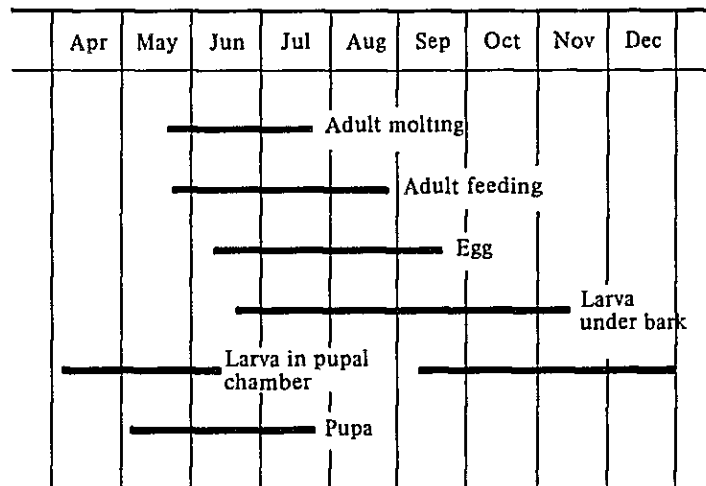 Apr May Jun Jul Aug Sep Oct Nov Dec
Adult molting
Adult feeding
Egg
Larva
under bark
Larva in pupal
chamber
Pupa